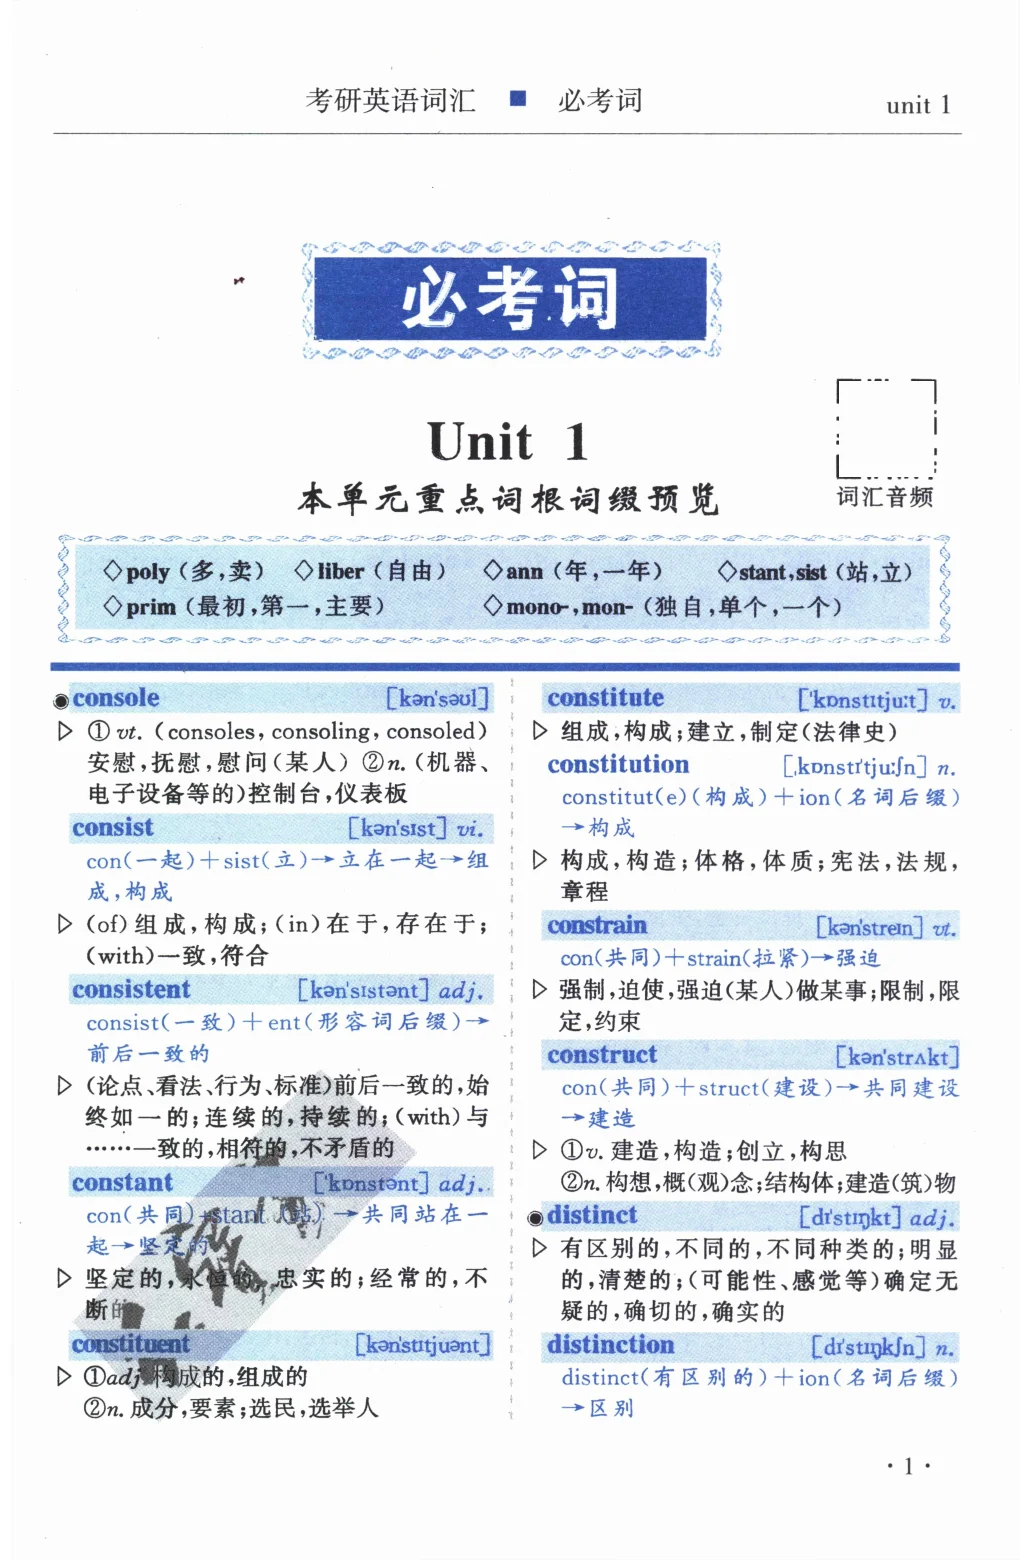 考研英语词汇 ■ 必考词
unit 1
必考词
Unit 1
词汇音频
本单元重点词根词缀预览
◇poly（多,卖） ◇liber（自由） ◇ann（年,一年） ◇stant,sist（站,立）
◇prim（最初,第一,主要） ◇mono-,mon-（独自,单个,一个）
console [kən'səʊl]
▷ ①vt.（consoles, consoling, consoled）
安慰,抚慰,慰问(某人) ②n.(机器、
电子设备等的)控制台,仪表板
consist [kən'sɪst] vi.
con(一起)＋sist(立)→立在一起→组
成,构成
▷ (of)组成,构成;(in)在于,存在于;
(with)一致,符合
consistent [kən'sɪstənt] adj.
consist(一致)＋ent(形容词后缀)→
前后一致的
▷ (论点、看法、行为、标准)前后一致的,始
终如一的;连续的,持续的;(with)与
……一致的,相符的,不矛盾的
constant ['kɒnstənt] adj.
con(共同)＋stant(站)→共同站在一
起→坚定的
▷ 坚定的,永恒的,忠实的;经常的,不
断的
constituent [kən'stɪtjuənt]
▷ ①adj.构成的,组成的
②n.成分,要素;选民,选举人
constitute ['kɒnstɪtjuːt] v.
▷ 组成,构成;建立,制定(法律史)
constitution [ˌkɒnstɪ'tjuːʃn] n.
constitut(e)(构成)＋ion(名词后缀)
→构成
▷ 构成,构造;体格,体质;宪法,法规,
章程
constrain [kən'streɪn] vt.
con(共同)＋strain(拉紧)→强迫
▷ 强制,迫使,强迫(某人)做某事;限制,限
定,约束
construct [kən'strʌkt]
con(共同)＋struct(建设)→共同建设
→建造
▷ ①v.建造,构造;创立,构思
②n.构想,概(观)念;结构体;建造(筑)物
distinct [dɪ'stɪŋkt] adj.
▷ 有区别的,不同的,不同种类的;明显
的,清楚的;(可能性、感觉等)确定无
疑的,确切的,确实的
distinction [dɪ'stɪŋkʃn] n.
distinct(有区别的)＋ion(名词后缀)
→区别
·1·